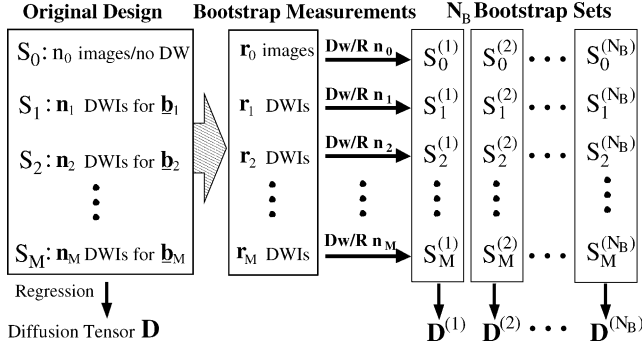 Original Design Bootstrap Measurements N_B Bootstrap Sets
S_0: n_0 images/no DW r_0 images Dw/R n_0 S_0^(1) S_0^(2) • • • S_0^(N_B)
S_1: n_1 DWIs for b_1 r_1 DWIs Dw/R n_1 S_1^(1) S_1^(2) S_1^(N_B)
S_2: n_2 DWIs for b_2 r_2 DWIs Dw/R n_2 S_2^(1) S_2^(2) • • • S_2^(N_B)
S_M: n_M DWIs for b_M r_M DWIs Dw/R n_M S_M^(1) S_M^(2) • • • S_M^(N_B)
Regression
Diffusion Tensor D D^(1) D^(2) • • • D^(N_B)